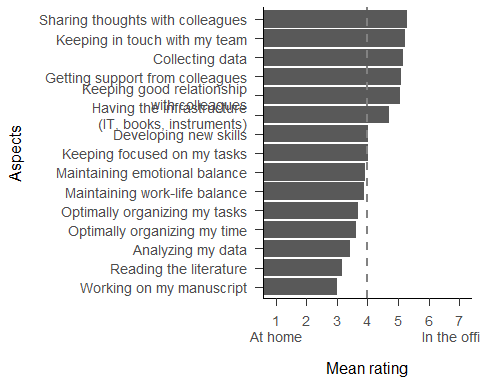 Sharing thoughts with colleagues
Keeping in touch with my team
Collecting data
Getting support from colleagues
Keeping good relationship
with colleagues
Having the infrastructure
(IT, books, instruments)
Developing new skills
Keeping focused on my tasks
Maintaining emotional balance
Maintaining work-life balance
Optimally organizing my tasks
Optimally organizing my time
Analyzing my data
Reading the literature
Working on my manuscript
Aspects
1 2 3 4 5 6 7
At home In the offi
Mean rating